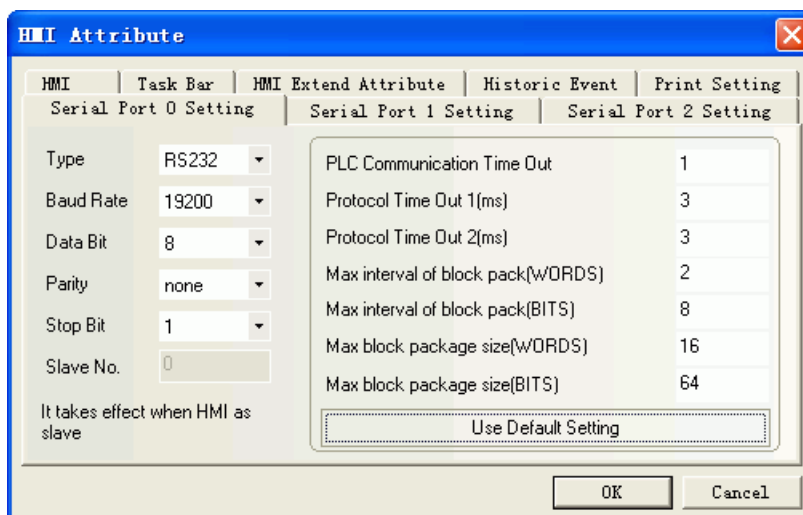 HMI Attribute
HMI Task Bar HMI Extend Attribute Historic Event Print Setting
Serial Port 0 Setting Serial Port 1 Setting Serial Port 2 Setting
Type RS232
Baud Rate 19200
Data Bit 8
Parity none
Stop Bit 1
Slave No. 0
It takes effect when HMI as
slave
PLC Communication Time Out 1
Protocol Time Out 1(ms) 3
Protocol Time Out 2(ms) 3
Max interval of block pack(WORDS) 2
Max interval of block pack(BITS) 8
Max block package size(WORDS) 16
Max block package size(BITS) 64
Use Default Setting
OK Cancel